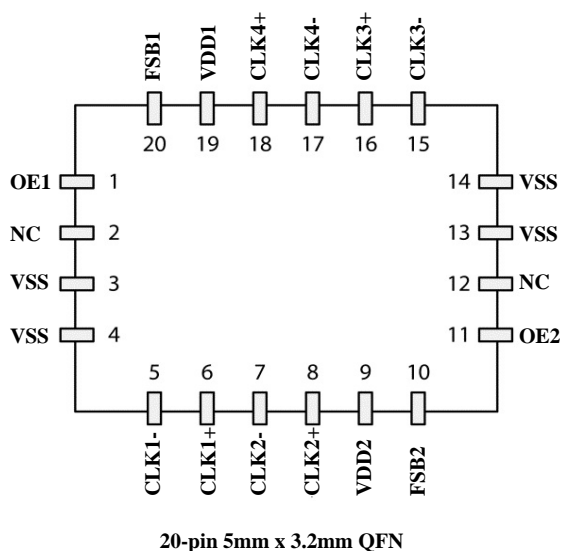 FSB1 VDD1 CLK4+ CLK4- CLK3+ CLK3-
20 19 18 17 16 15
OE1 1 14 VSS
NC 2 13 VSS
VSS 3 12 NC
VSS 4 11 OE2
5 6 7 8 9 10
CLK1- CLK1+ CLK2- CLK2+ VDD2 FSB2
20-pin 5mm x 3.2mm QFN